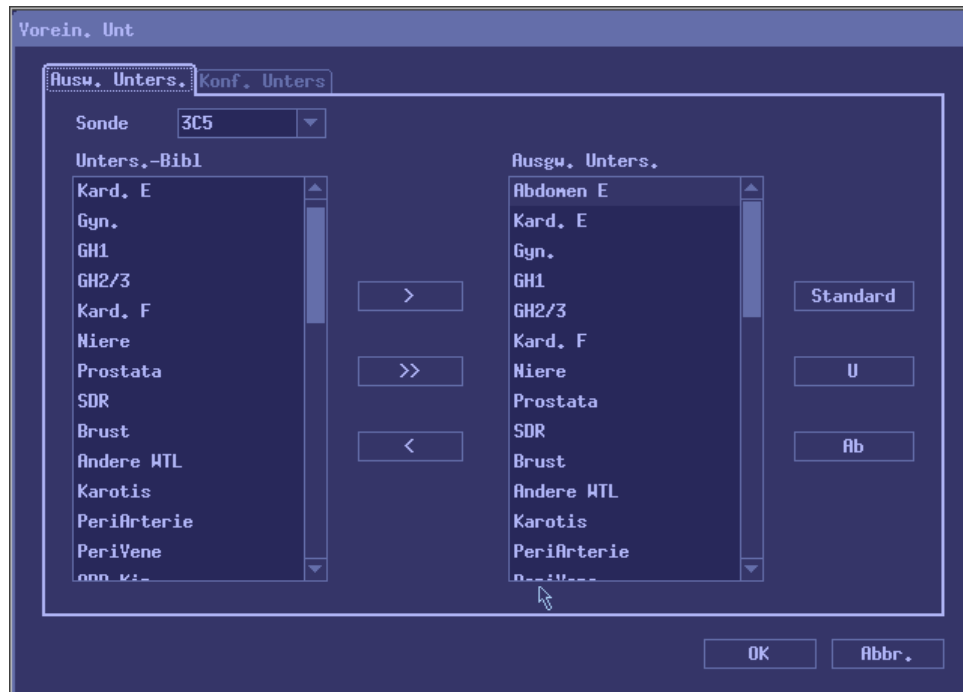 Vorein. Unt
Ausw. Unters. Konf. Unters
Sonde 3C5
Unters.-Bibl
Kard. E
Gyn.
GH1
GH2/3
Kard. F
Niere
Prostata
SDR
Brust
Andere WTL
Karotis
PeriArterie
PeriVene
>
>>
<
Ausgw. Unters.
Abdomen E
Kard. E
Gyn.
GH1
GH2/3
Kard. F
Niere
Prostata
SDR
Brust
Andere WTL
Karotis
PeriArterie
PeriVene
Standard
U
Ab
OK Abbr.